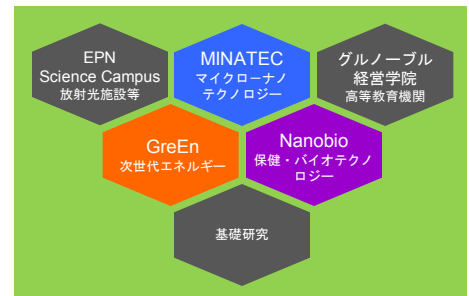 EPN
Science Campus
放射光施設等
MINATEC
マイクローナノ
テクノロジー
グルノーブル
経営学院
高等教育機関
GreEn
次世代エネルギー
Nanobio
保健・バイオテクノ
ロジー
基礎研究